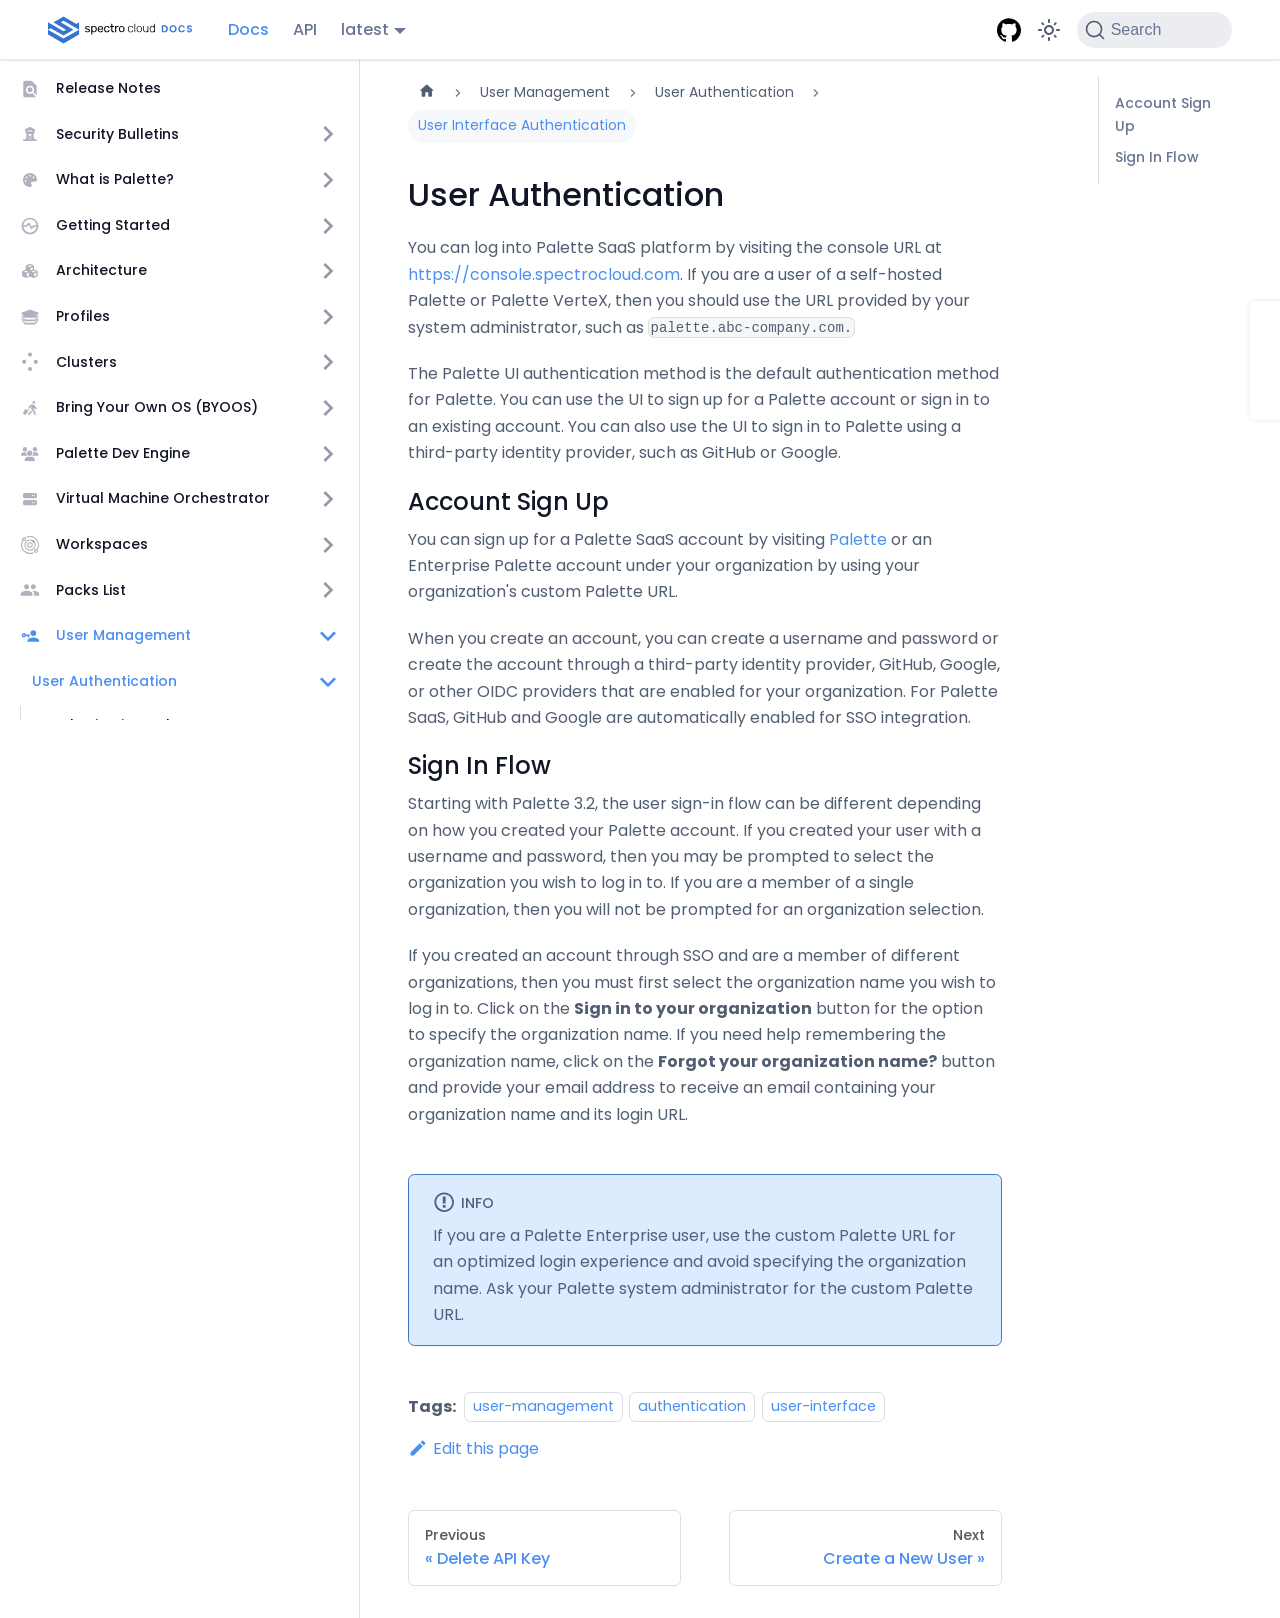 spectro cloud DOCS
Docs
API
latest
Search
Release Notes
Security Bulletins
What is Palette?
Getting Started
Architecture
Profiles
Clusters
Bring Your Own OS (BYOOS)
Palette Dev Engine
Virtual Machine Orchestrator
Workspaces
Packs List
User Management
User Authentication
User Management
User Authentication
User Interface Authentication
User Authentication
You can log into Palette SaaS platform by visiting the console URL at
https://console.spectrocloud.com. If you are a user of a self-hosted
Palette or Palette VerteX, then you should use the URL provided by your
system administrator, such as palette.abc-company.com.
The Palette UI authentication method is the default authentication method
for Palette. You can use the UI to sign up for a Palette account or sign in to
an existing account. You can also use the UI to sign in to Palette using a
third-party identity provider, such as GitHub or Google.
Account Sign Up
You can sign up for a Palette SaaS account by visiting Palette or an
Enterprise Palette account under your organization by using your
organization's custom Palette URL.
When you create an account, you can create a username and password or
create the account through a third-party identity provider, GitHub, Google,
or other OIDC providers that are enabled for your organization. For Palette
SaaS, GitHub and Google are automatically enabled for SSO integration.
Sign In Flow
Starting with Palette 3.2, the user sign-in flow can be different depending
on how you created your Palette account. If you created your user with a
username and password, then you may be prompted to select the
organization you wish to log in to. If you are a member of a single
organization, then you will not be prompted for an organization selection.
If you created an account through SSO and are a member of different
organizations, then you must first select the organization name you wish to
log in to. Click on the Sign in to your organization button for the option
to specify the organization name. If you need help remembering the
organization name, click on the Forgot your organization name? button
and provide your email address to receive an email containing your
organization name and its login URL.
INFO
If you are a Palette Enterprise user, use the custom Palette URL for
an optimized login experience and avoid specifying the organization
name. Ask your Palette system administrator for the custom Palette
URL.
Tags: user-management authentication user-interface
Edit this page
Previous
« Delete API Key
Next
Create a New User »
Account Sign
Up
Sign In Flow